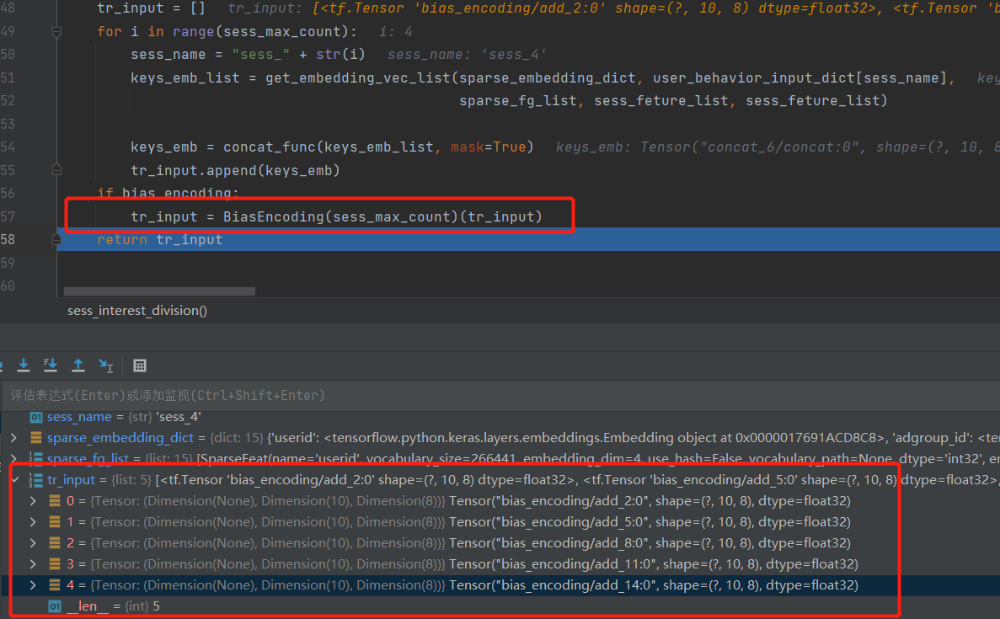 48 tr_input = [] tr_input: [<tf.Tensor 'bias_encoding/add_2:0' shape=(?, 10, 8) dtype=float32>, <tf.Tensor 'b
49 for i in range(sess_max_count): i: 4
50 sess_name = "sess_" + str(i) sess_name: 'sess_4'
51 keys_emb_list = get_embedding_vec_list(sparse_embedding_dict, user_behavior_input_dict[sess_name], key
52 sparse_fg_list, sess_feture_list, sess_feture_list)
53
54 keys_emb = concat_func(keys_emb_list, mask=True) keys_emb: Tensor("concat_6/concat:0", shape=(?, 10, 8
55 tr_input.append(keys_emb)
56 if bias_encoding:
57 tr_input = BiasEncoding(sess_max_count)(tr_input)
58 return tr_input
59
60
sess_interest_division()
评估表达式(Enter)或添加监视(Ctrl+Shift+Enter)
01 sess_name = {str} 'sess_4'
sparse_embedding_dict = {dict: 15} {'userid': <tensorflow.python.keras.layers.embeddings.Embedding object at 0x0000017691ACD8C8>, 'adgroup_id': <ten
sparse_fg_list = {list: 15} [SparseFeat(name='userid', vocabulary_size=266441, embedding_dim=4, use_hash=False, vocabulary_path=None, dtype='int32', e
tr_input = {list: 5} [<tf.Tensor 'bias_encoding/add_2:0' shape=(?, 10, 8) dtype=float32>, <tf.Tensor 'bias_encoding/add_5:0' shape=(?, 10, 8) dtype=float32>,
0 = {Tensor: (Dimension(None), Dimension(10), Dimension(8))} Tensor("bias_encoding/add_2:0", shape=(?, 10, 8), dtype=float32)
1 = {Tensor: (Dimension(None), Dimension(10), Dimension(8))} Tensor("bias_encoding/add_5:0", shape=(?, 10, 8), dtype=float32)
2 = {Tensor: (Dimension(None), Dimension(10), Dimension(8))} Tensor("bias_encoding/add_8:0", shape=(?, 10, 8), dtype=float32)
3 = {Tensor: (Dimension(None), Dimension(10), Dimension(8))} Tensor("bias_encoding/add_11:0", shape=(?, 10, 8), dtype=float32)
4 = {Tensor: (Dimension(None), Dimension(10), Dimension(8))} Tensor("bias_encoding/add_14:0", shape=(?, 10, 8), dtype=float32)
01 __len__ = {int} 5